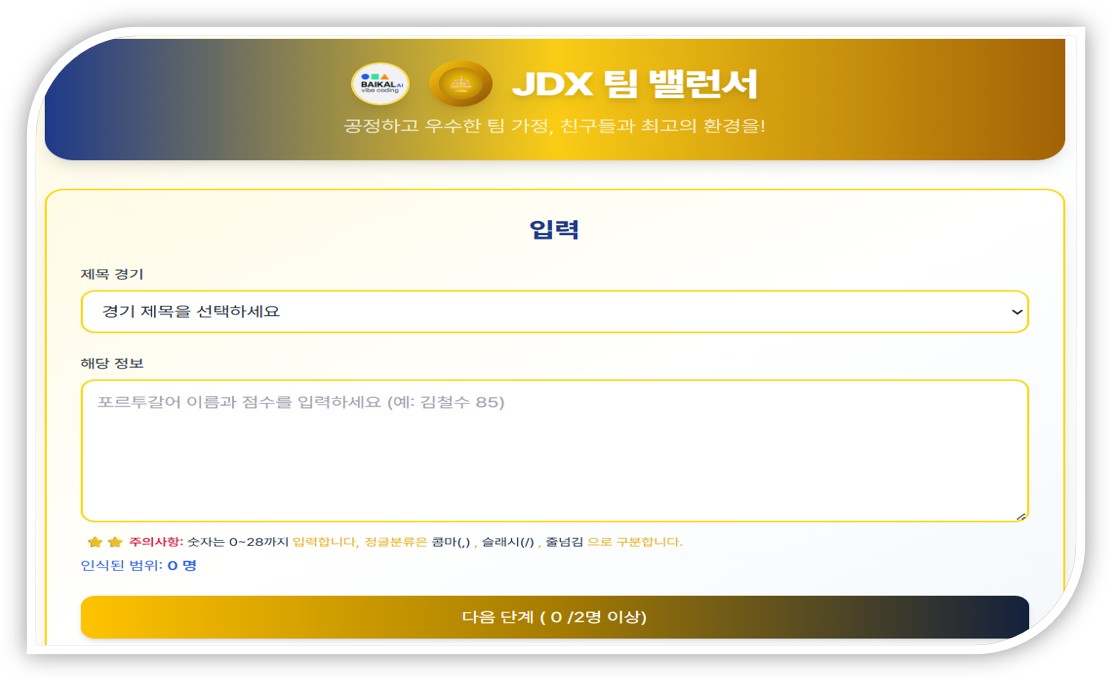 BAIKAL AI
vibe coding
JDX 팀 밸런서
공정하고 우수한 팀 가정, 친구들과 최고의 환경을!
입력
제목 경기
경기 제목을 선택하세요
해당 정보
포르투갈어 이름과 점수를 입력하세요 (예: 김철수 85)
주의사항: 숫자는 0~28까지 입력합니다, 정글분류은 콤마(,) , 슬래시(/) , 줄넘김 으로 구분합니다.
인식된 범위: 0 명
다음 단계 ( 0 /2명 이상)